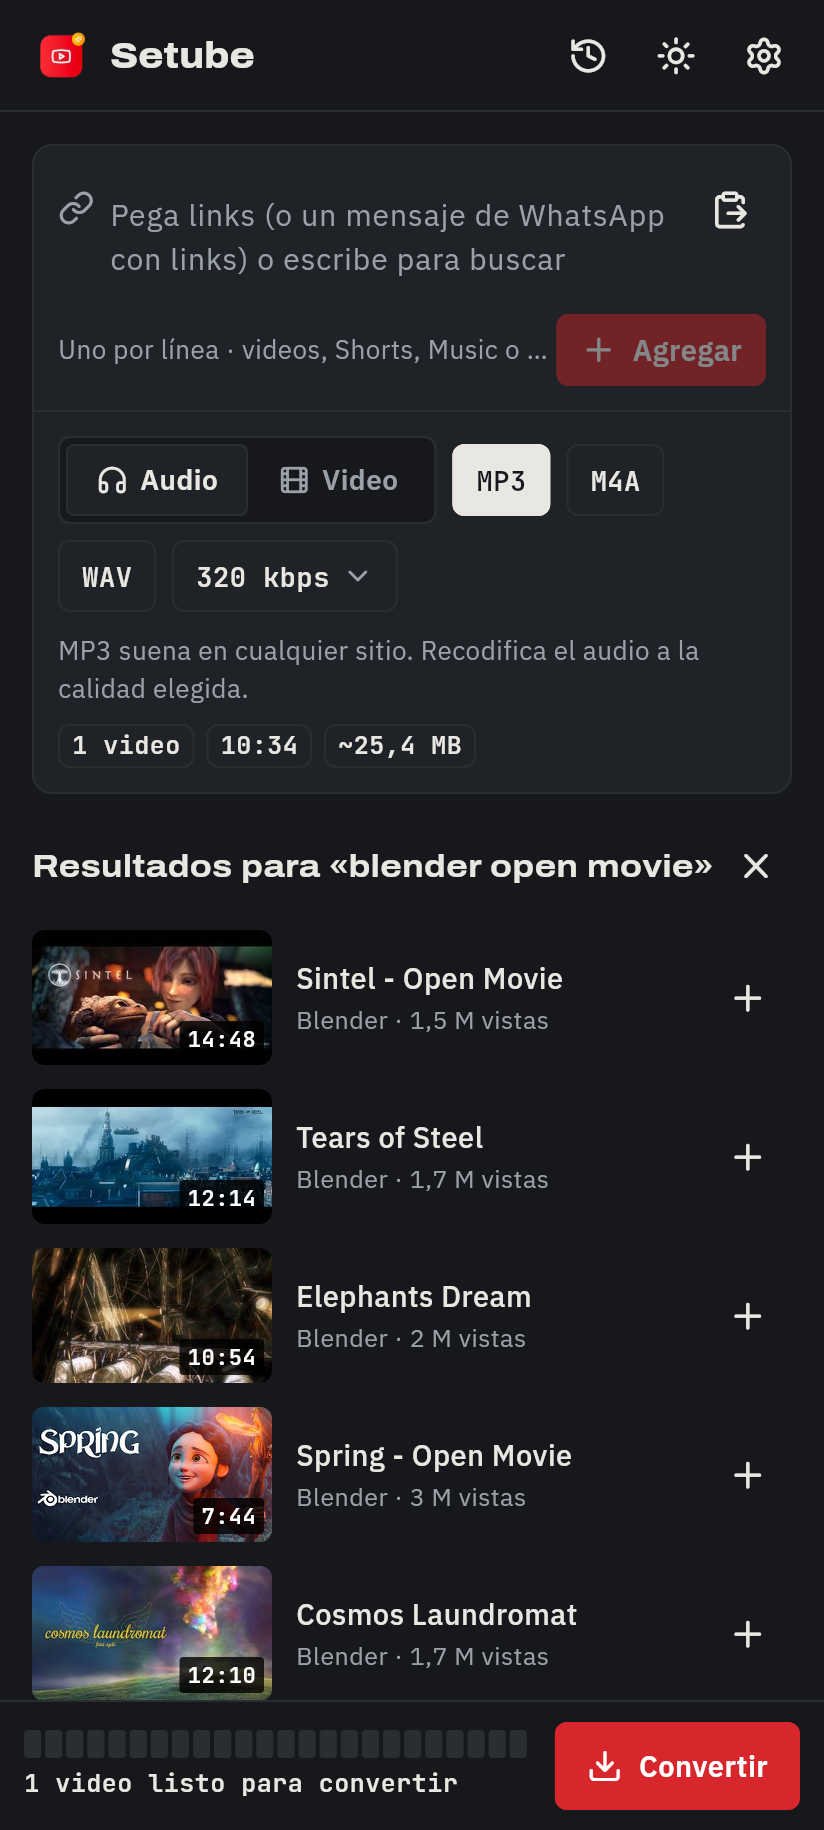 Setube
Pega links (o un mensaje de WhatsApp
con links) o escribe para buscar
Uno por línea · videos, Shorts, Music o ...
Agregar
Audio
Video
MP3
M4A
WAV
320 kbps
MP3 suena en cualquier sitio. Recodifica el audio a la
calidad elegida.
1 video
10:34
~25,4 MB
Resultados para «blender open movie»
SINTEL
14:48
Sintel - Open Movie
Blender · 1,5 M vistas
12:14
Tears of Steel
Blender · 1,7 M vistas
10:54
Elephants Dream
Blender · 2 M vistas
SPRING
blender
7:44
Spring - Open Movie
Blender · 3 M vistas
cosmos laundromat
12:10
Cosmos Laundromat
Blender · 1,7 M vistas
1 video listo para convertir
Convertir